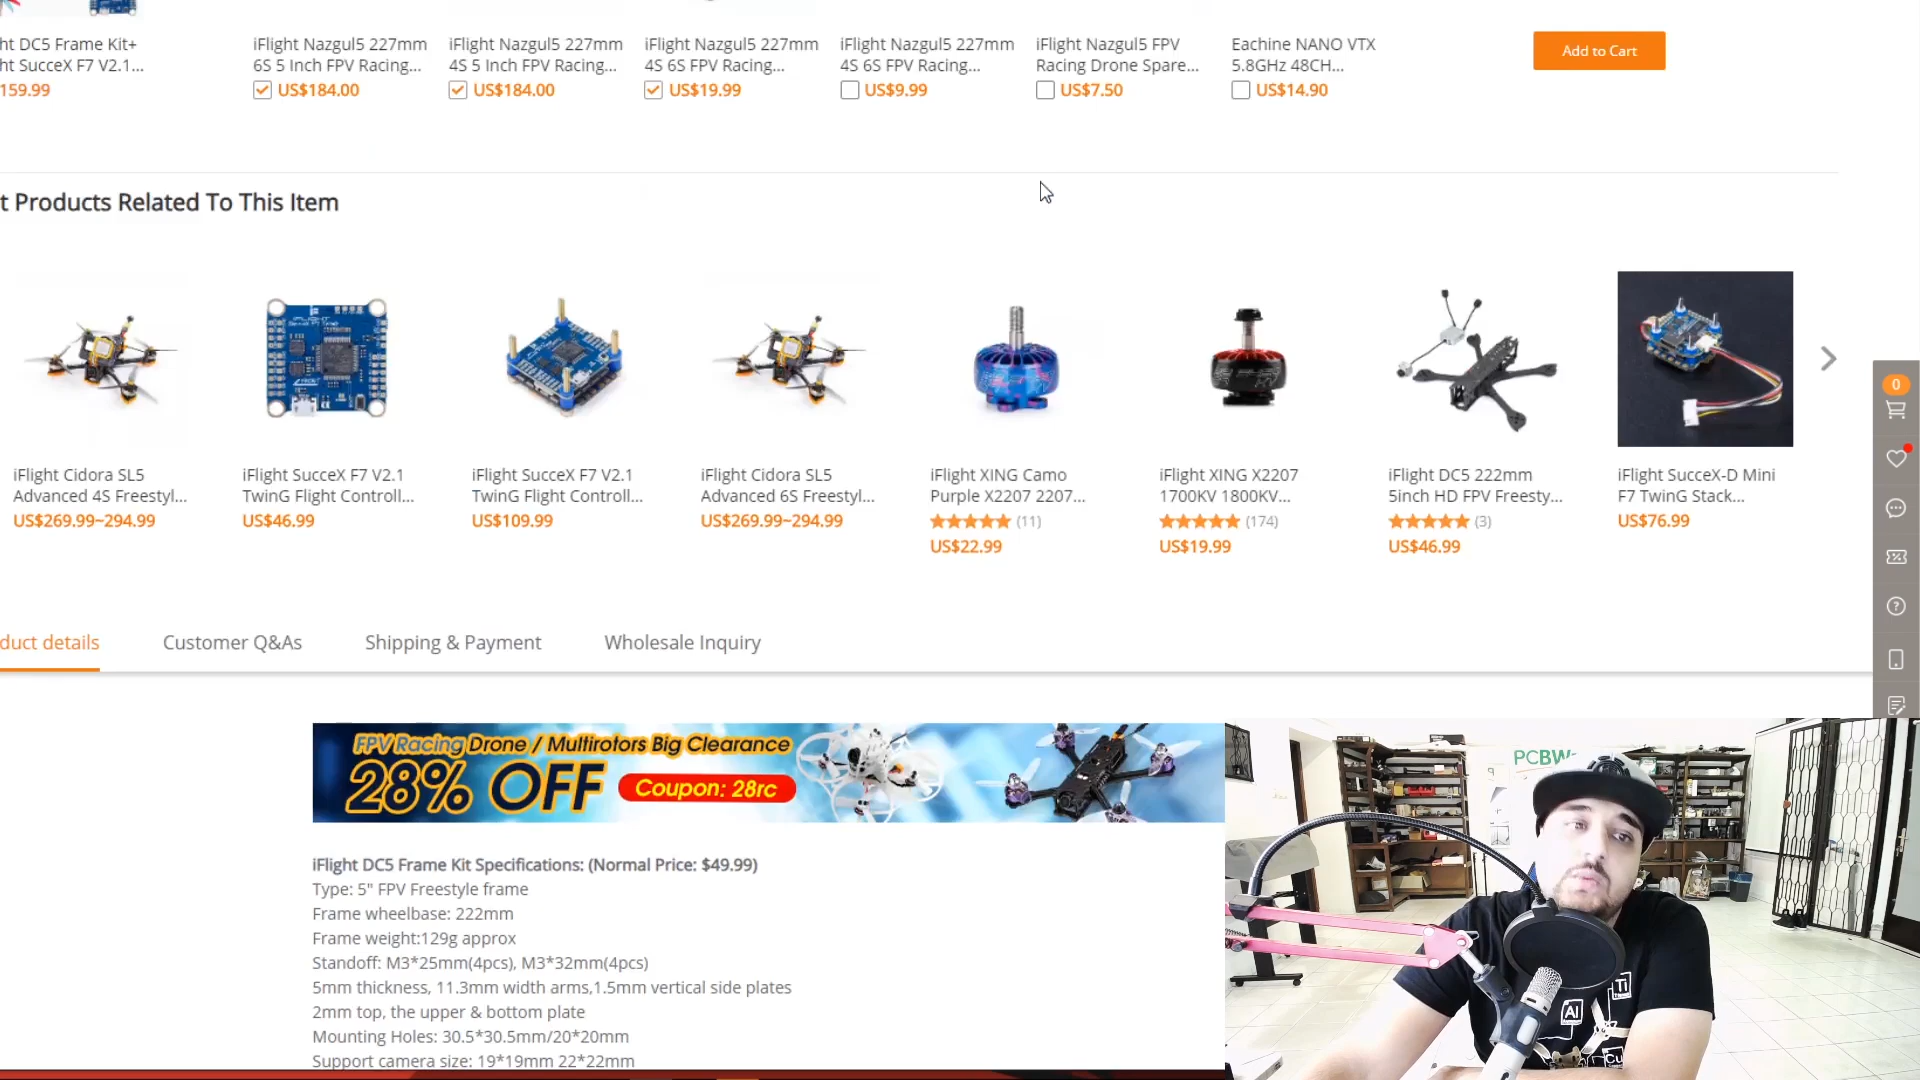 ht DC5 Frame Kit+
ht SucceX F7 V2.1...
159.99
iFlight Nazgul5 227mm
6S 5 Inch FPV Racing...
US$184.00
iFlight Nazgul5 227mm
4S 5 Inch FPV Racing...
US$184.00
iFlight Nazgul5 227mm
4S 6S FPV Racing...
US$19.99
iFlight Nazgul5 227mm
4S 6S FPV Racing...
US$9.99
iFlight Nazgul5 FPV
Racing Drone Spare...
US$7.50
Eachine NANO VTX
5.8GHz 48CH...
US$14.90
Add to Cart
t Products Related To This Item
iFlight Cidora SL5
Advanced 4S Freestyl...
US$269.99~294.99
iFlight SucceX F7 V2.1
TwinG Flight Controll...
US$46.99
iFlight SucceX F7 V2.1
TwinG Flight Controll...
US$109.99
iFlight Cidora SL5
Advanced 6S Freestyl...
US$269.99~294.99
iFlight XING Camo
Purple X2207 2207...
(11)
US$22.99
iFlight XING X2207
1700KV 1800KV...
(174)
US$19.99
iFlight DC5 222mm
5inch HD FPV Freesty...
(3)
US$46.99
iFlight SucceX-D Mini
F7 TwinG Stack...
US$76.99
0
duct details
Customer Q&As
Shipping & Payment
Wholesale Inquiry
FPV Racing Drone / Multirotors Big Clearance
28% OFF
Coupon: 28rc
iFlight DC5 Frame Kit Specifications: (Normal Price: $49.99)
Type: 5" FPV Freestyle frame
Frame wheelbase: 222mm
Frame weight:129g approx
Standoff: M3*25mm(4pcs), M3*32mm(4pcs)
5mm thickness, 11.3mm width arms,1.5mm vertical side plates
2mm top, the upper & bottom plate
Mounting Holes: 30.5*30.5mm/20*20mm
Support camera size: 19*19mm 22*22mm
PCBW
Ti
Al
Cu